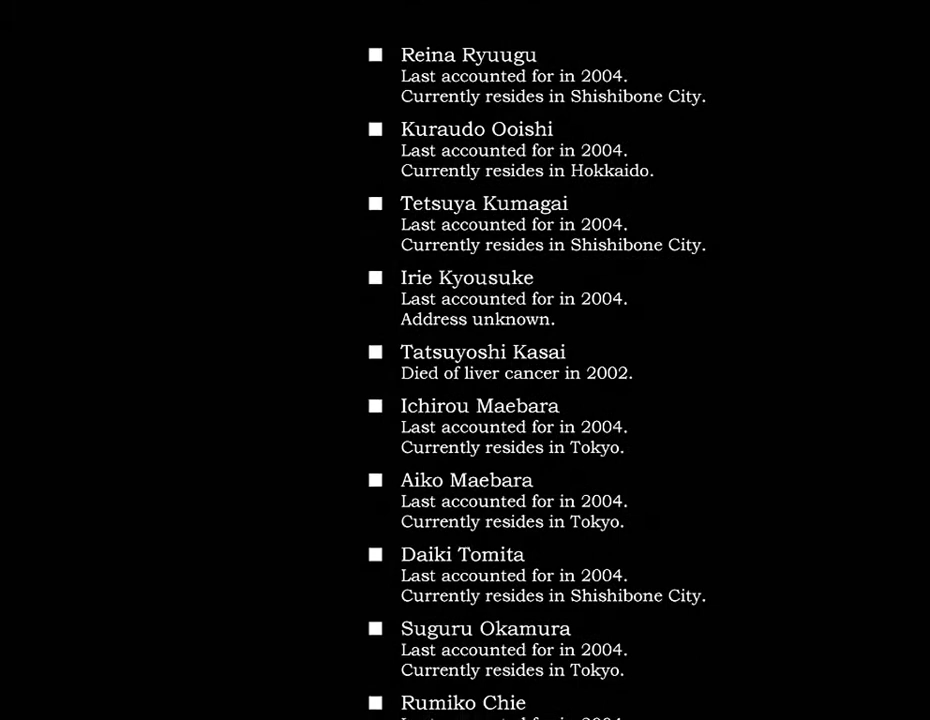 Reina Ryuugu
Last accounted for in 2004.
Currently resides in Shishibone City.
Kuraudo Ooishi
Last accounted for in 2004.
Currently resides in Hokkaido.
Tetsuya Kumagai
Last accounted for in 2004.
Currently resides in Shishibone City.
Irie Kyousuke
Last accounted for in 2004.
Address unknown.
Tatsuyoshi Kasai
Died of liver cancer in 2002.
Ichirou Maebara
Last accounted for in 2004.
Currently resides in Tokyo.
Aiko Maebara
Last accounted for in 2004.
Currently resides in Tokyo.
Daiki Tomita
Last accounted for in 2004.
Currently resides in Shishibone City.
Suguru Okamura
Last accounted for in 2004.
Currently resides in Tokyo.
Rumiko Chie